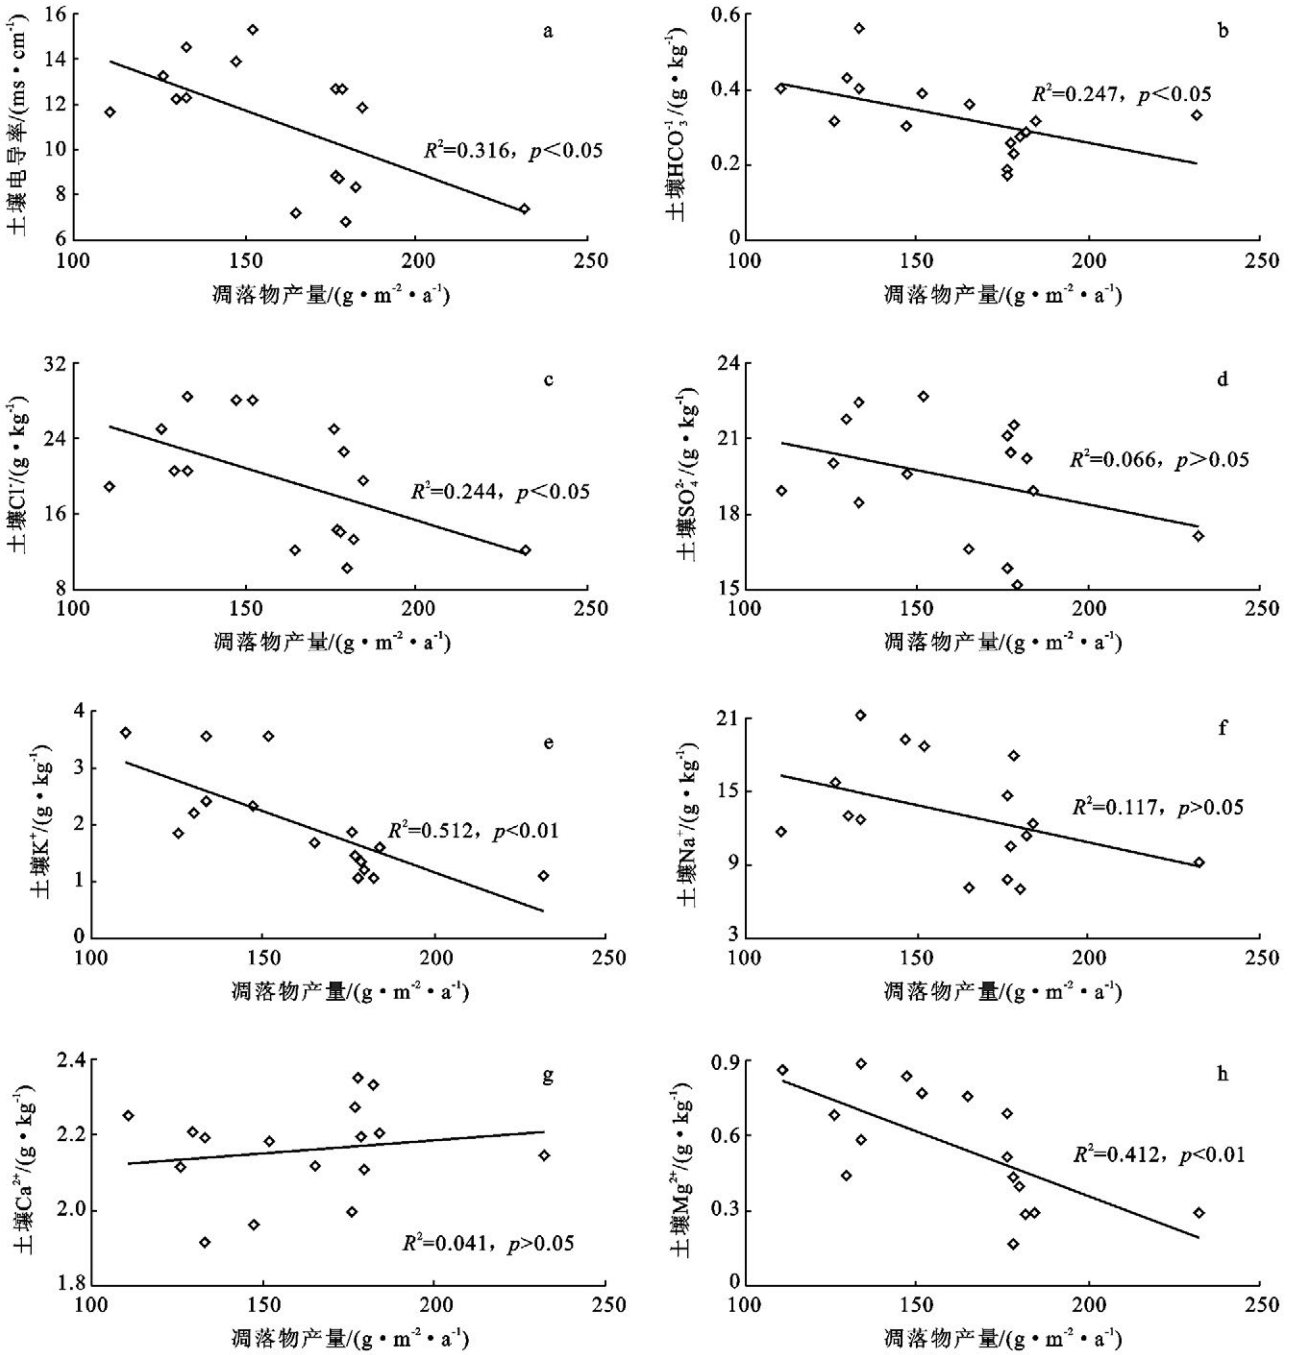 a
16
14
12
10
8
6
100 150 200 250
土壤电导率/(ms·cm⁻¹)
R²=0.316，p<0.05
凋落物产量/(g·m⁻²·a⁻¹)
b
0.6
0.4
0.2
0
100 150 200 250
土壤HCO₃⁻¹/(g·kg⁻¹)
R²=0.247，p<0.05
凋落物产量/(g·m⁻²·a⁻¹)
c
32
24
16
8
100 150 200 250
土壤Cl⁻/(g·kg⁻¹)
R²=0.244，p<0.05
凋落物产量/(g·m⁻²·a⁻¹)
d
24
21
18
15
100 150 200 250
土壤SO₄²⁻/(g·kg⁻¹)
R²=0.066，p>0.05
凋落物产量/(g·m⁻²·a⁻¹)
e
4
3
2
1
0
100 150 200 250
土壤K⁺/(g·kg⁻¹)
R²=0.512，p<0.01
凋落物产量/(g·m⁻²·a⁻¹)
f
21
15
9
3
100 150 200 250
土壤Na⁺/(g·kg⁻¹)
R²=0.117，p>0.05
凋落物产量/(g·m⁻²·a⁻¹)
g
2.4
2.2
2.0
1.8
100 150 200 250
土壤Ca²⁺/(g·kg⁻¹)
R²=0.041，p>0.05
凋落物产量/(g·m⁻²·a⁻¹)
h
0.9
0.6
0.3
0
100 150 200 250
土壤Mg²⁺/(g·kg⁻¹)
R²=0.412，p<0.01
凋落物产量/(g·m⁻²·a⁻¹)